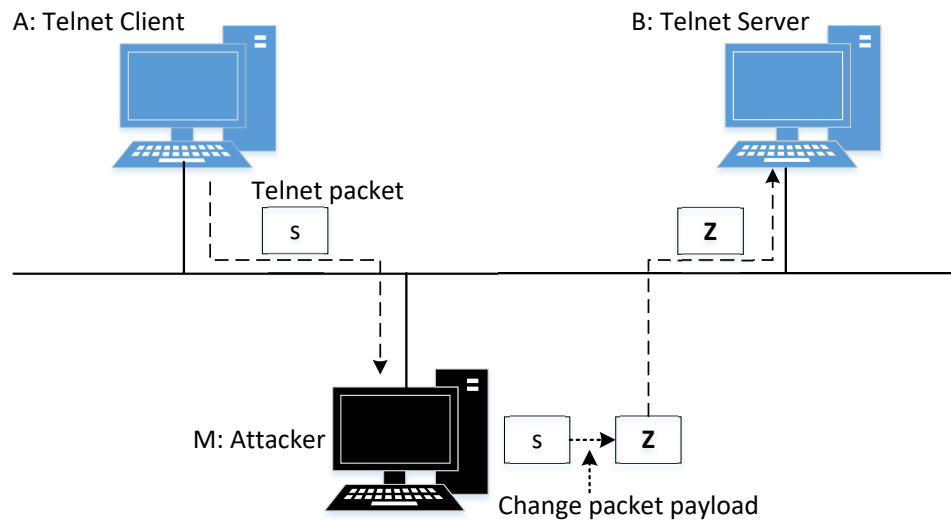 A: Telnet Client
B: Telnet Server
Telnet packet
s
Z
M: Attacker
s
Z
Change packet payload